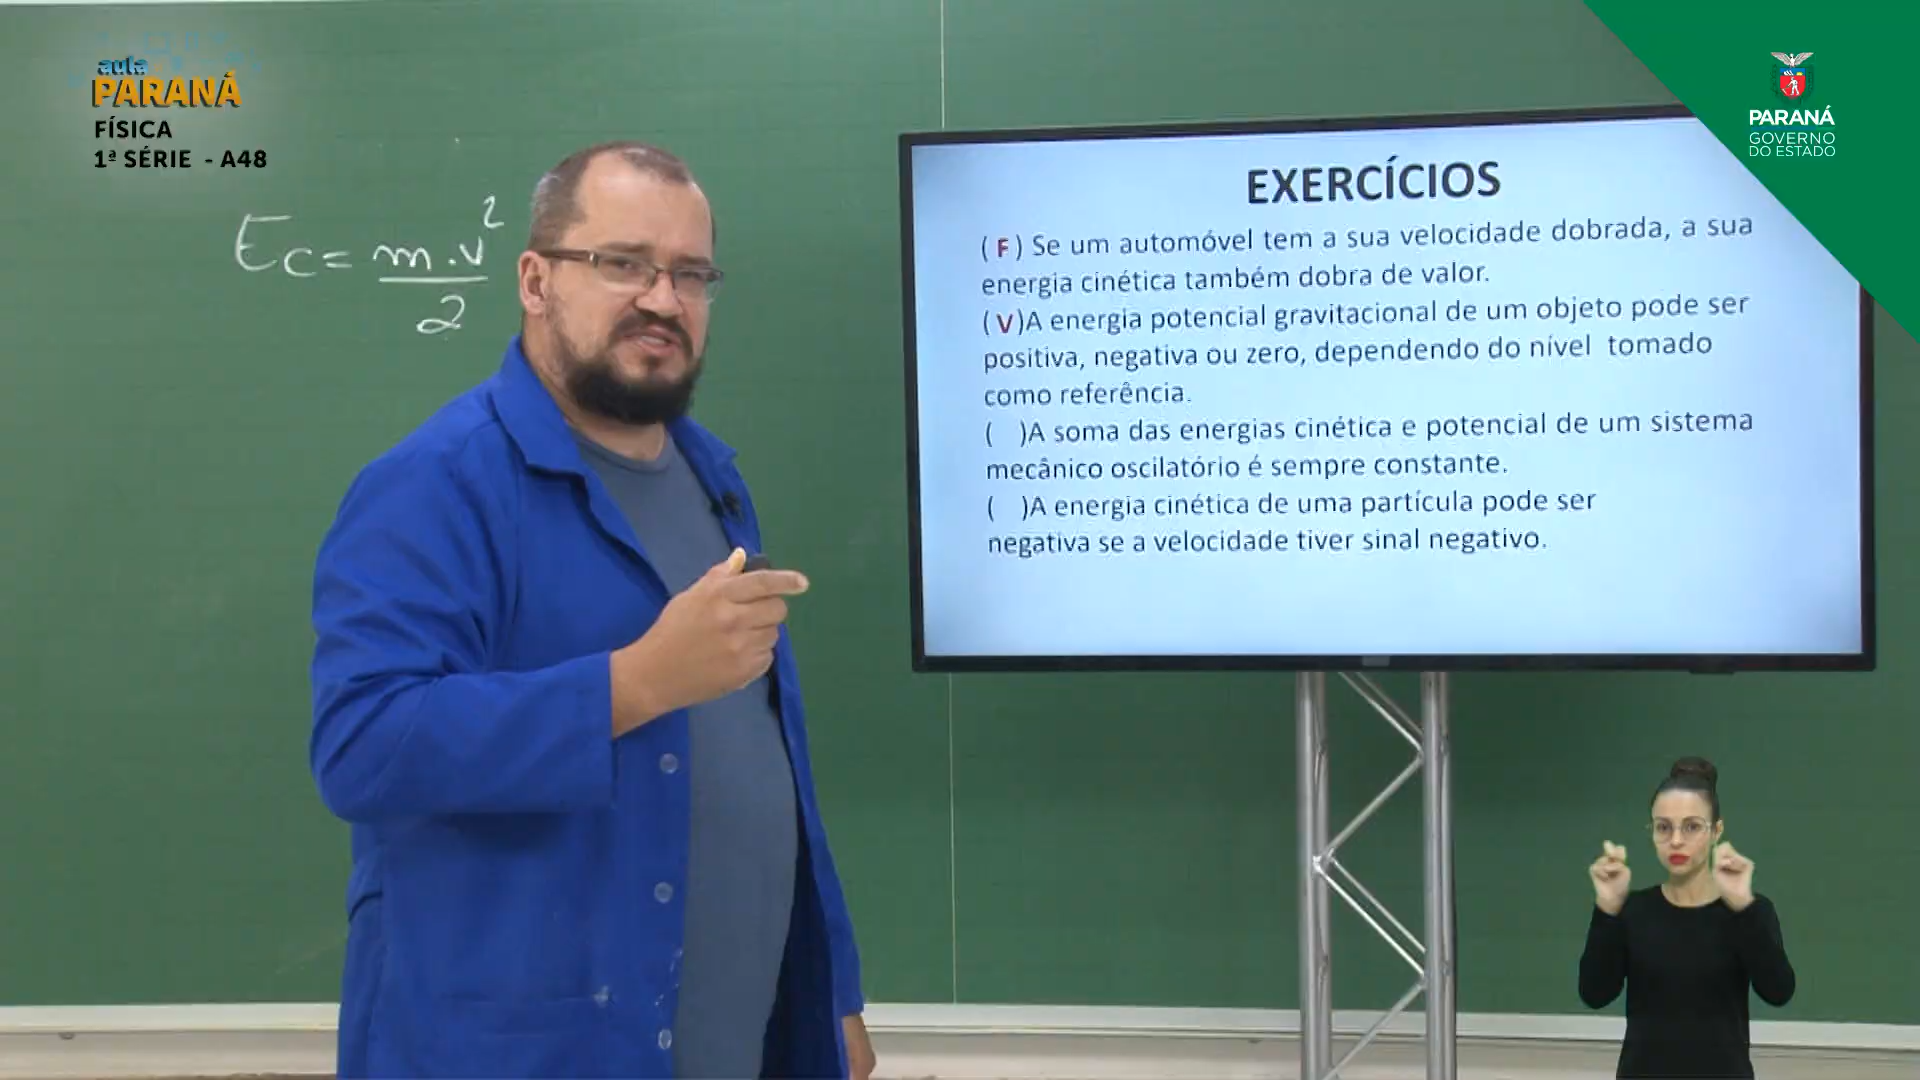 aula
PARANÁ
FÍSICA
1ª SÉRIE - A48
Ec = m.v²
2
EXERCÍCIOS
( F ) Se um automóvel tem a sua velocidade dobrada, a sua
energia cinética também dobra de valor.
( V )A energia potencial gravitacional de um objeto pode ser
positiva, negativa ou zero, dependendo do nível tomado
como referência.
( )A soma das energias cinética e potencial de um sistema
mecânico oscilatório é sempre constante.
( )A energia cinética de uma partícula pode ser
negativa se a velocidade tiver sinal negativo.
PARANÁ
GOVERNO
DO ESTADO